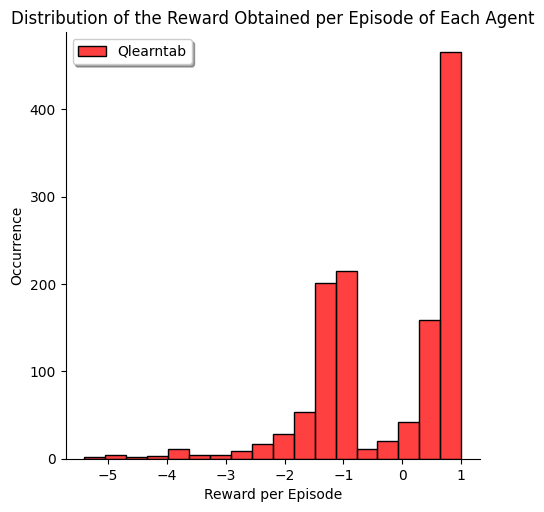 Distribution of the Reward Obtained per Episode of Each Agent
Qlearntab
Occurrence
400
300
200
100
0
−5 −4 −3 −2 −1 0 1
Reward per Episode